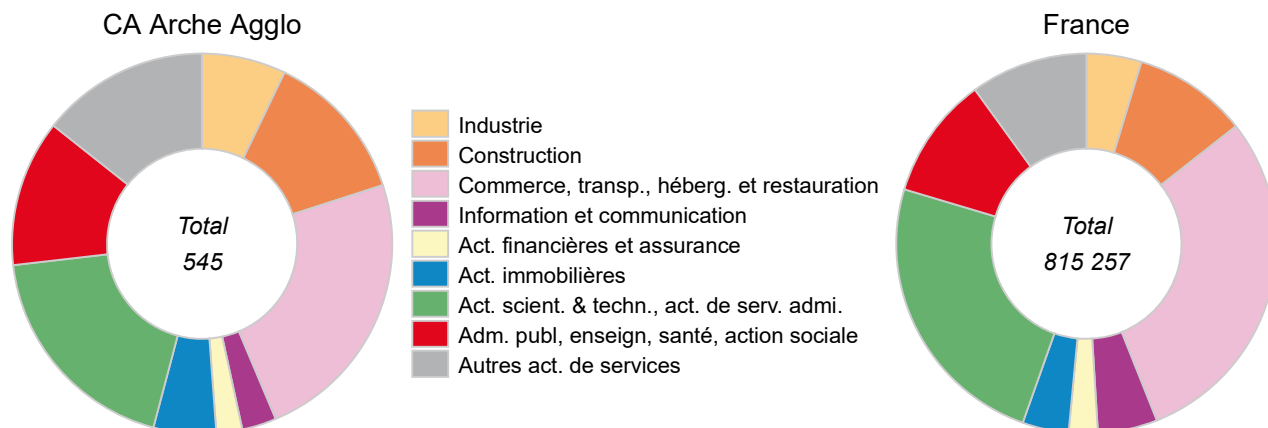 CA Arche Agglo
France
Total
545
Industrie
Construction
Commerce, transp., héberg. et restauration
Information et communication
Act. financières et assurance
Act. immobilières
Act. scient. & techn., act. de serv. admi.
Adm. publ, enseign, santé, action sociale
Autres act. de services
Total
815 257